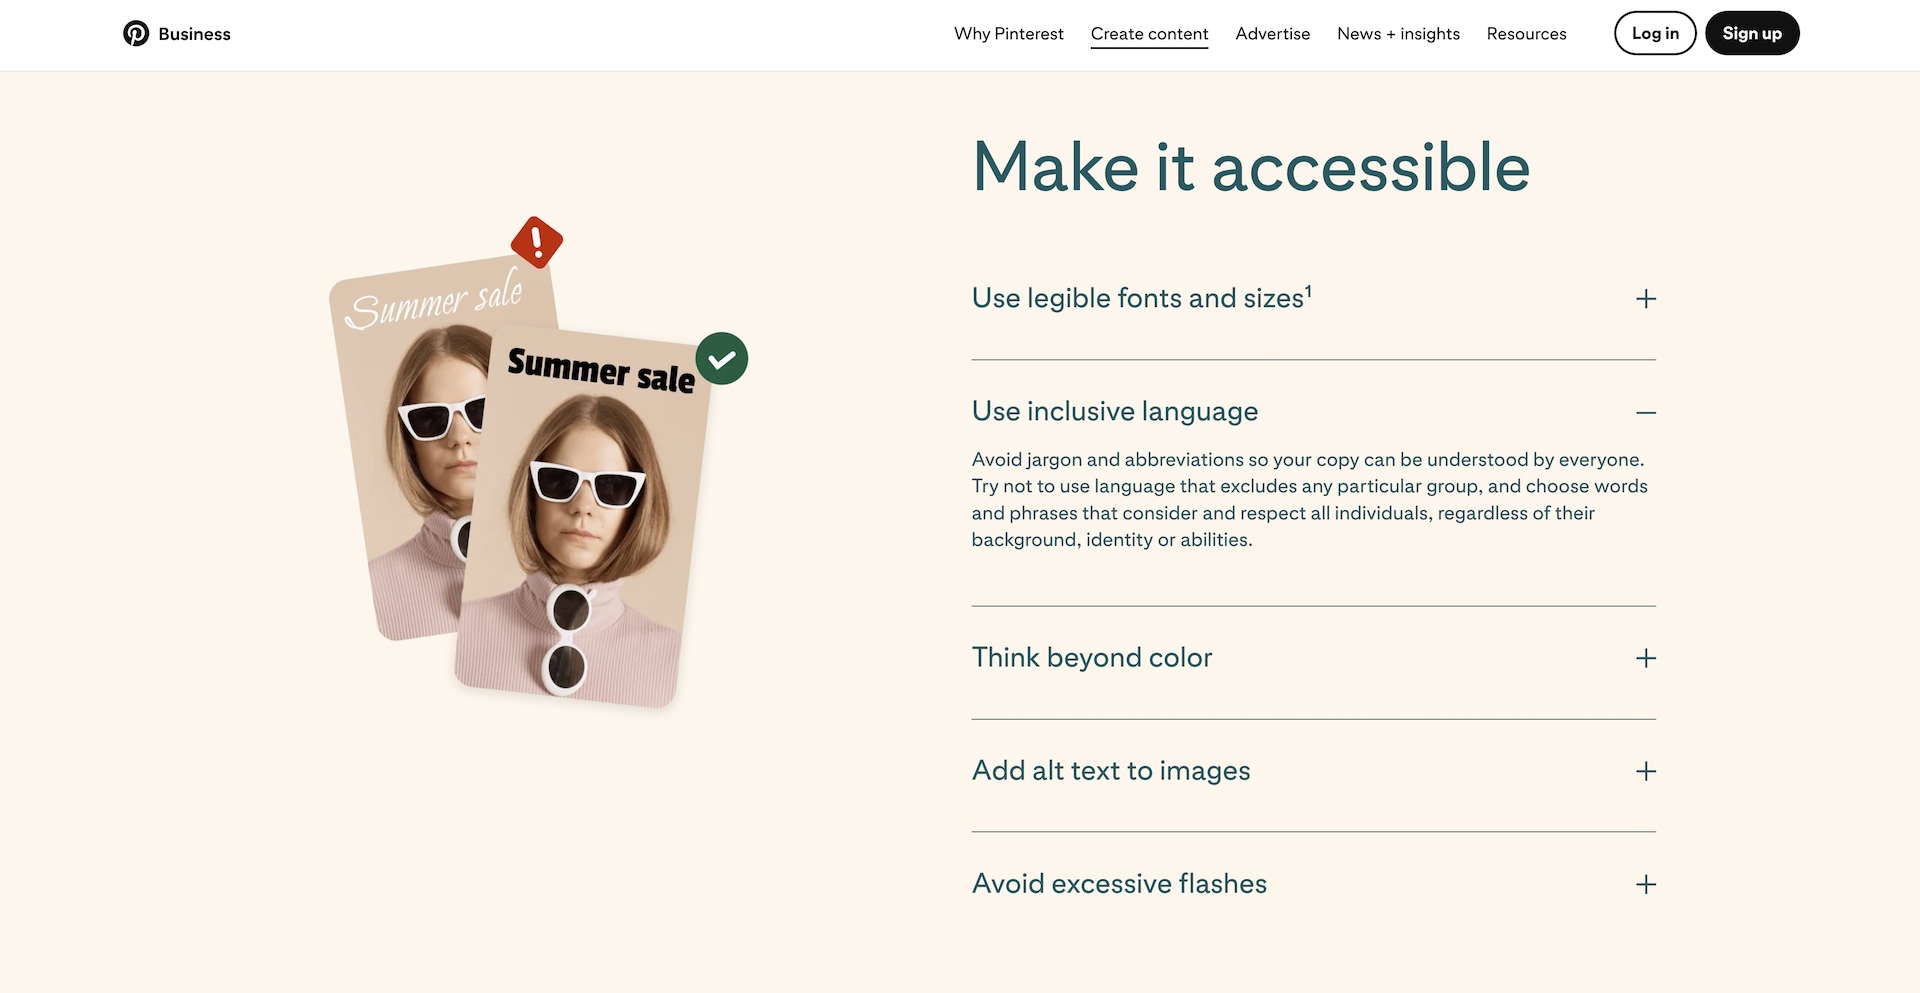 Business
Why Pinterest
Create content
Advertise
News + insights
Resources
Log in
Sign up
Summer sale
Summer sale
Make it accessible
Use legible fonts and sizes¹
Use inclusive language
Avoid jargon and abbreviations so your copy can be understood by everyone.
Try not to use language that excludes any particular group, and choose words
and phrases that consider and respect all individuals, regardless of their
background, identity or abilities.
Think beyond color
Add alt text to images
Avoid excessive flashes